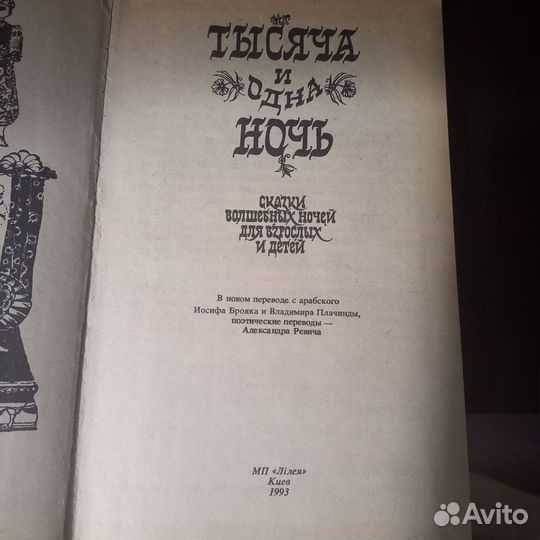 ТЫСЯЧА
И
ОДНА
НОЧЬ
СКАЗКИ
ВОЛШЕБНЫХ НОЧЕЙ
ДЛЯ ВЗРОСЛЫХ
И ДЕТЕЙ
В новом переводе с арабского
Иосифа Брояка и Владимира Плачинды,
поэтические переводы —
Александра Ревича
МП «Лілея»
Киев
1993
Avito